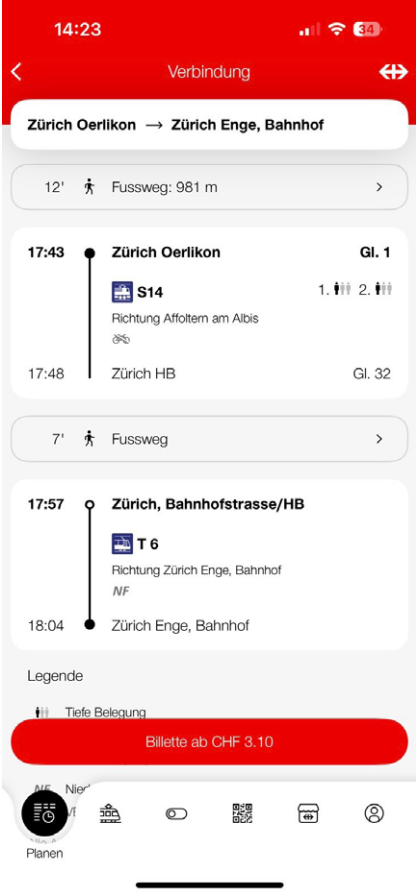 14:23
34
Verbindung
Zürich Oerlikon → Zürich Enge, Bahnhof
12' Fussweg: 981 m
17:43 Zürich Oerlikon Gl. 1
S14 1. 2.
Richtung Affoltern am Albis
17:48 Zürich HB Gl. 32
7' Fussweg
17:57 Zürich, Bahnhofstrasse/HB
T 6
Richtung Zürich Enge, Bahnhof
NF
18:04 Zürich Enge, Bahnhof
Legende
Tiefe Belegung
Billette ab CHF 3.10
NF
Planen